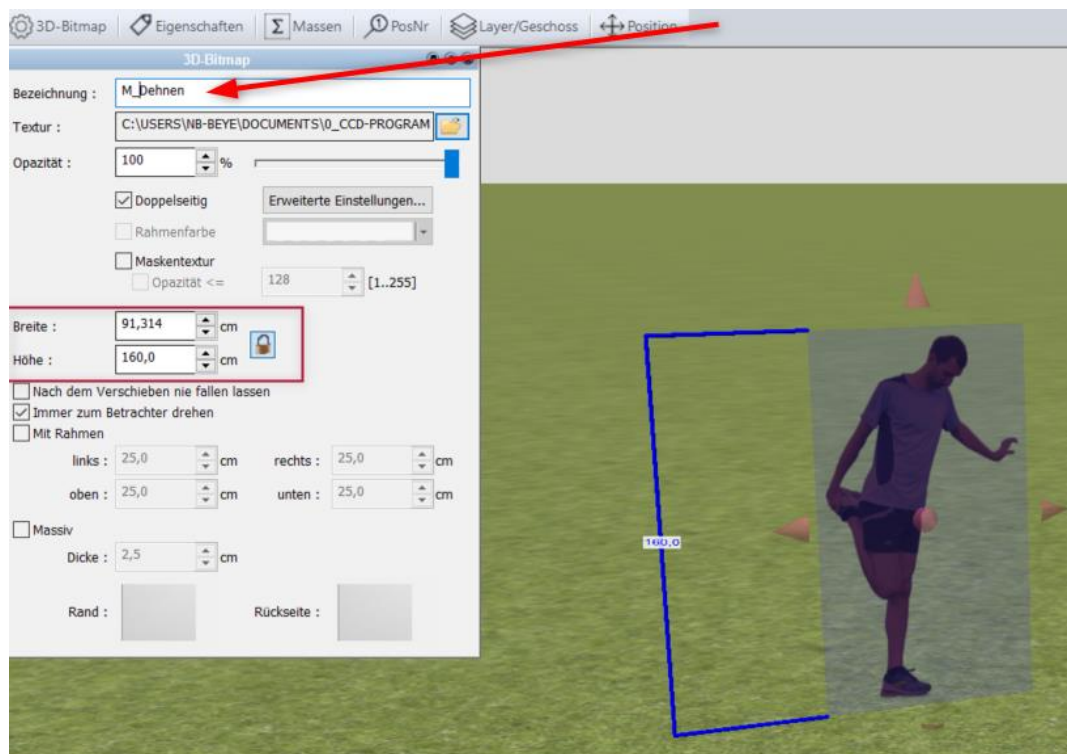 3D-Bitmap Eigenschaften Σ Massen PosNr Layer/Geschoss Position
3D-Bitmap
Bezeichnung : M_Dehnen
Textur : C:\USERS\NB-BEYE\DOCUMENTS\0_CCD-PROGRAM
Opazität : 100 %
Doppelseitig Erweiterte Einstellungen...
Rahmenfarbe
Maskentextur
Opazität <= 128 [1..255]
Breite : 91,314 cm
Höhe : 160,0 cm
Nach dem Verschieben nie fallen lassen
Immer zum Betrachter drehen
Mit Rahmen
links : 25,0 cm rechts : 25,0 cm
oben : 25,0 cm unten : 25,0 cm
Massiv
Dicke : 2,5 cm
Rand : Rückseite :
160,0